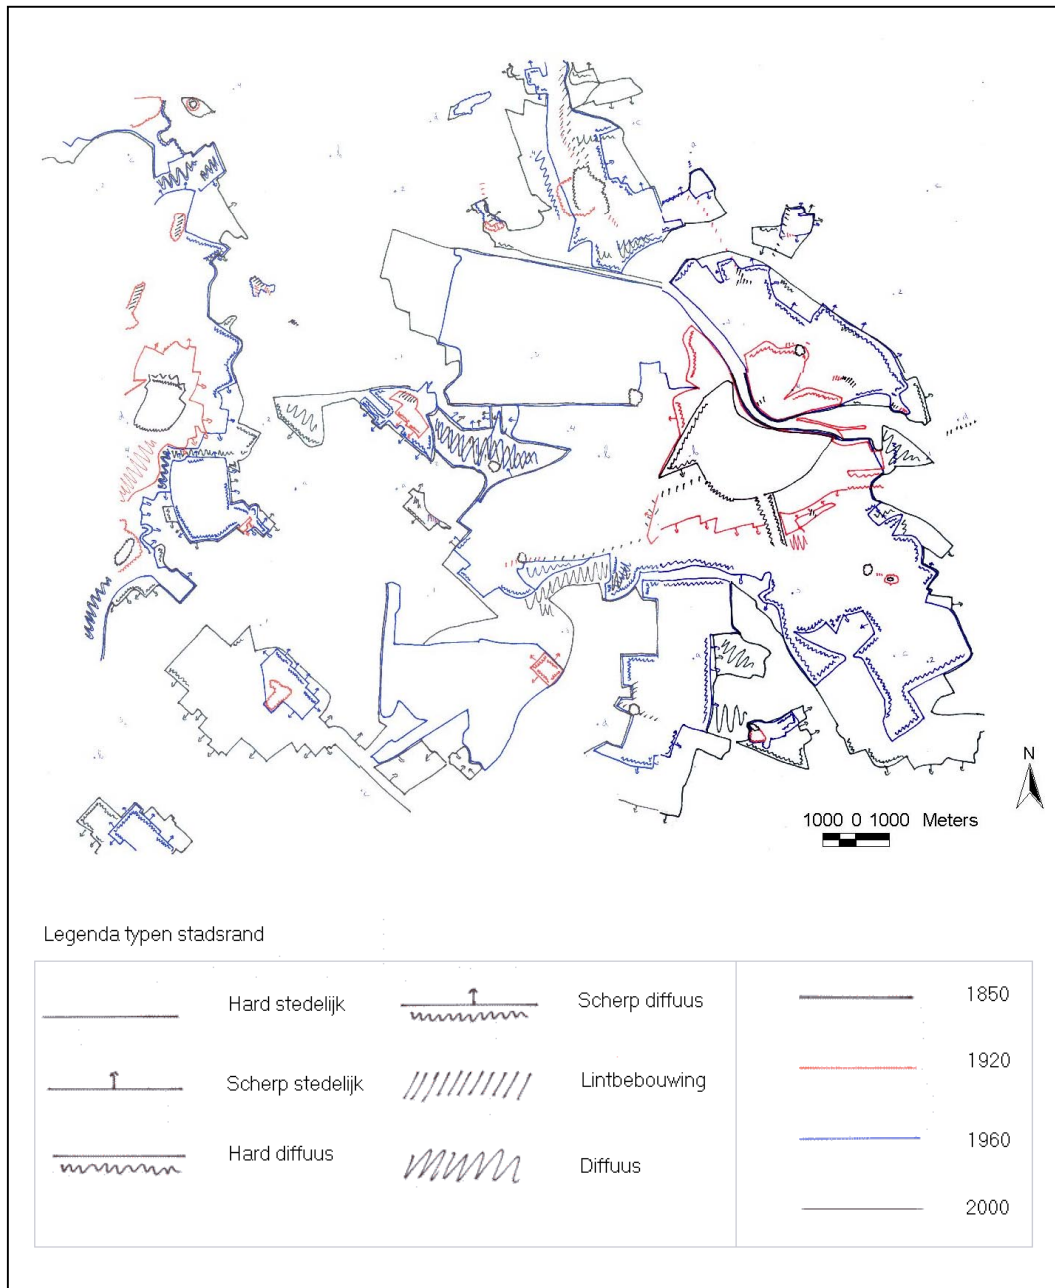 N
1000 0 1000 Meters
Legenda typen stadsrand
Hard stedelijk
Scherp diffuus
1850
Scherp stedelijk
Lintbebouwing
1920
Hard diffuus
Diffuus
1960
2000